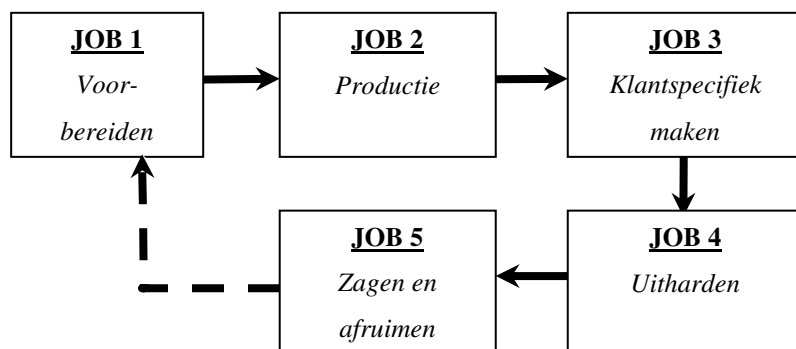 JOB 1
Voor-
bereiden
JOB 2
Productie
JOB 3
Klantspecifiek
maken
JOB 4
Uitharden
JOB 5
Zagen en
afruimen